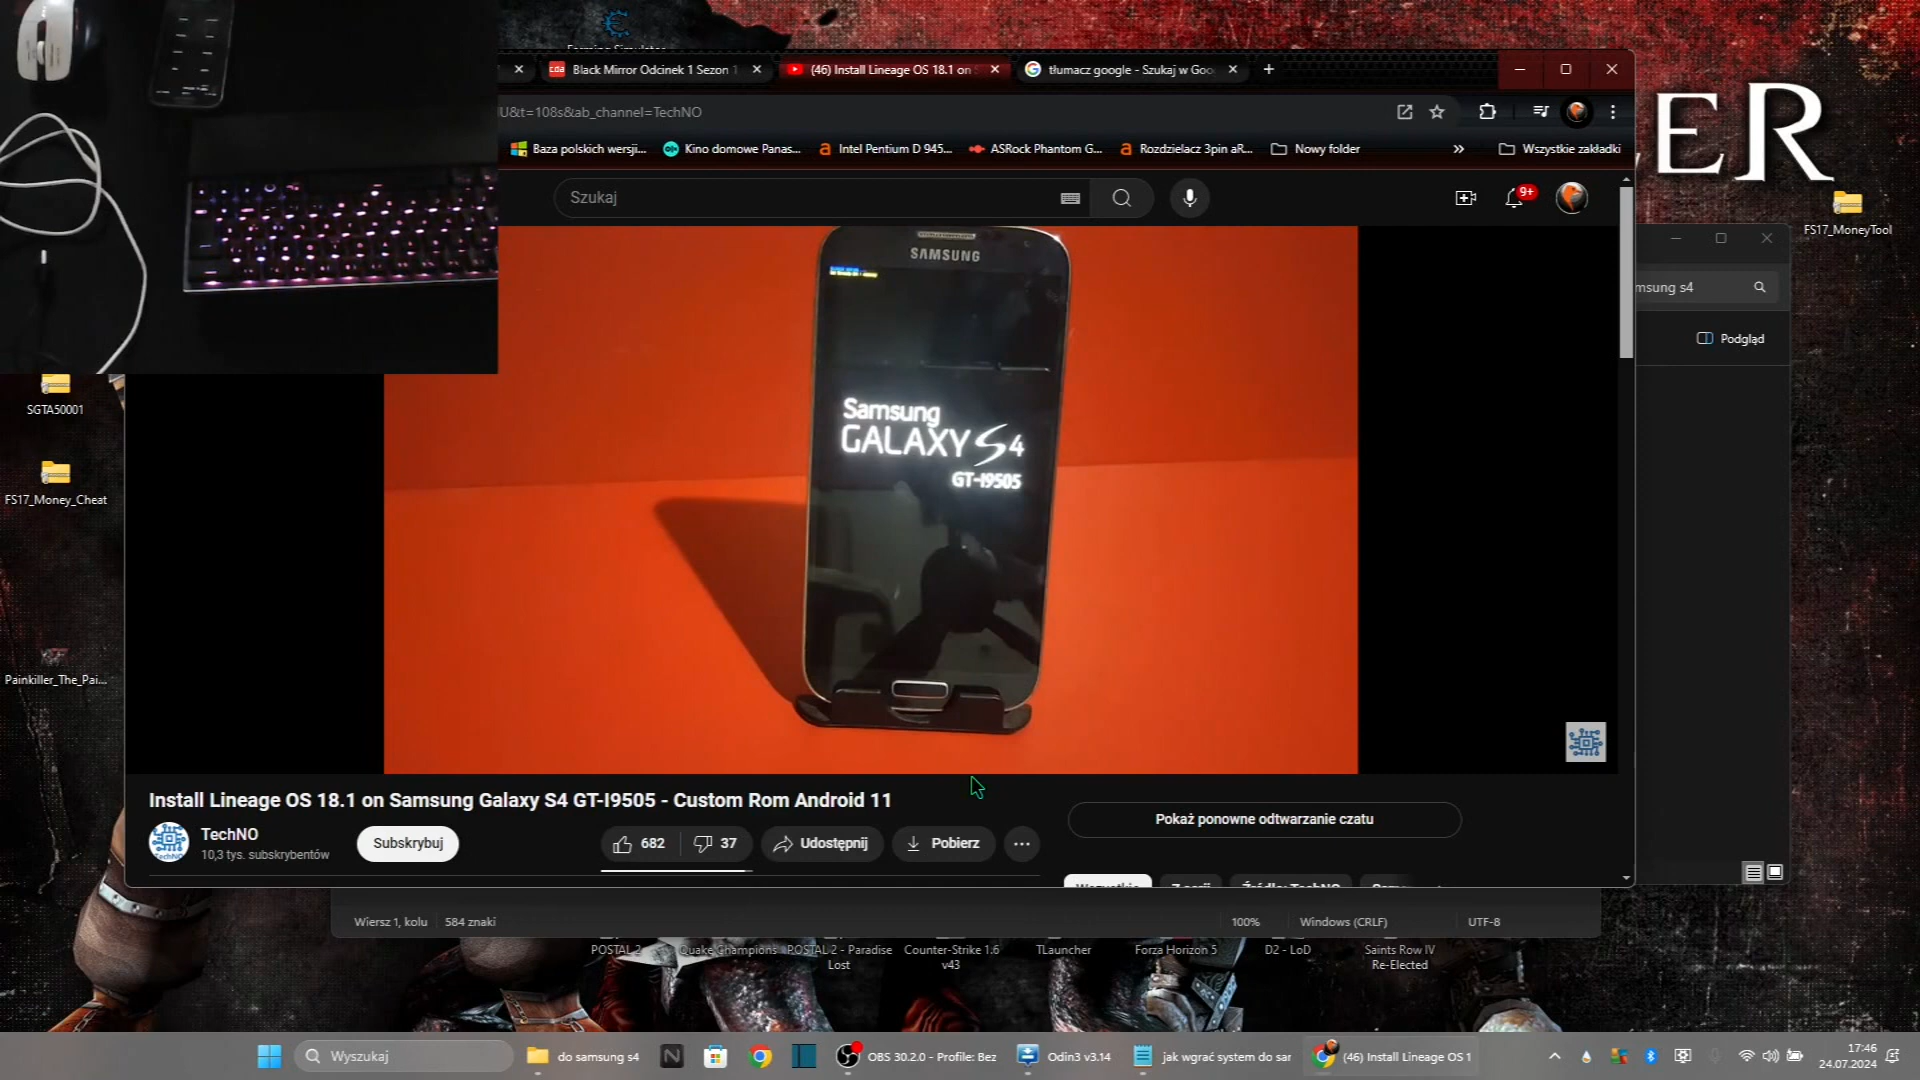 Black Mirror Odcinek 1 Sezon 1
(46) Install Lineage OS 18.1 on S
tłumacz google - Szukaj w Goo
U&t=108s&ab_channel=TechNO
Baza polskich wersji...
Kino domowe Panas...
Intel Pentium D 945...
ASRock Phantom G...
Rozdzielacz 3pin aR...
Nowy folder
»
Wszystkie zakładki
ER
Szukaj
9+
FS17_MoneyTool
SAMSUNG
msung s4
Podgląd
Samsung
GALAXY S4
GT-I9505
SGTA50001
FS17_Money_Cheat
Painkiller_The_Pai...
Install Lineage OS 18.1 on Samsung Galaxy S4 GT-I9505 - Custom Rom Android 11
TechNO
10,3 tys. subskrybentów
Subskrybuj
682
37
Udostępnij
Pobierz
Pokaż ponowne odtwarzanie czatu
Wszystkie
Z serii
Źródło: TechNO
Wiersz 1, kolu
584 znaki
100%
Windows (CRLF)
UTF-8
POSTAL 2
Quake Champions
POSTAL 2 - Paradise
Lost
Counter-Strike 1.6
v43
TLauncher
Forza Horizon 5
D2 - LoD
Saints Row IV
Re-Elected
Wyszukaj
do samsung s4
OBS 30.2.0 - Profile: Bez
Odin3 v3.14
jak wgrać system do sar
(46) Install Lineage OS 1
17:46
24.07.2024